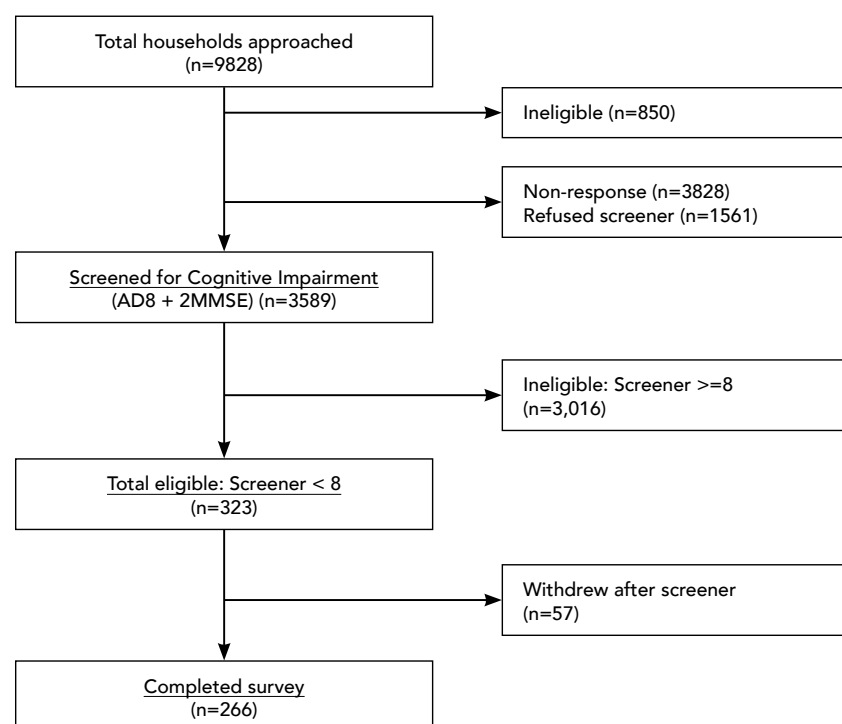 Total households approached
(n=9828)
Ineligible (n=850)
Non-response (n=3828)
Refused screener (n=1561)
Screened for Cognitive Impairment
(AD8 + 2MMSE) (n=3589)
Ineligible: Screener >=8
(n=3,016)
Total eligible: Screener < 8
(n=323)
Withdrew after screener
(n=57)
Completed survey
(n=266)